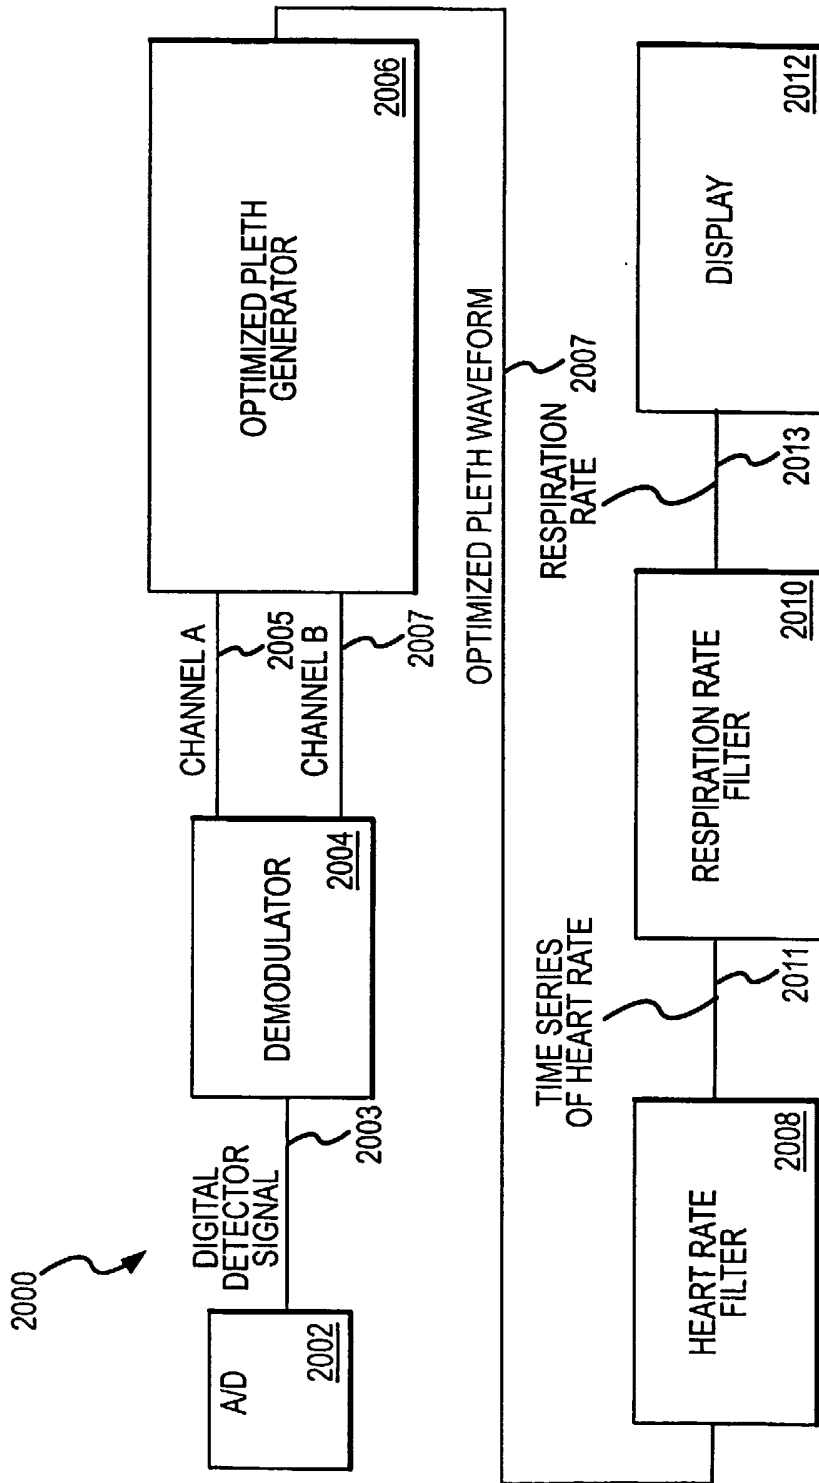 2000
A/D
2002
DIGITAL
DETECTOR
SIGNAL
2003
DEMODULATOR
2004
CHANNEL A
2005
CHANNEL B
2007
OPTIMIZED PLETH
GENERATOR
2006
OPTIMIZED PLETH WAVEFORM
2007
HEART RATE
FILTER
2008
TIME SERIES
OF HEART RATE
2011
RESPIRATION RATE
FILTER
2010
RESPIRATION
RATE
2013
DISPLAY
2012